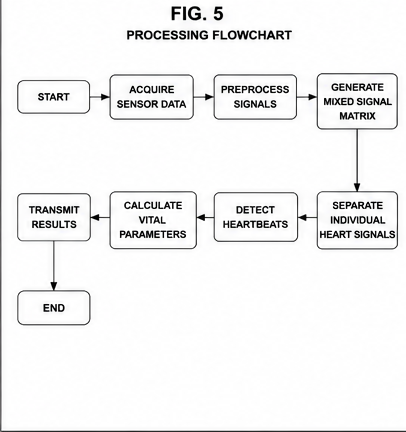 FIG. 5
PROCESSING FLOWCHART
START
ACQUIRE
SENSOR DATA
PREPROCESS
SIGNALS
GENERATE
MIXED SIGNAL
MATRIX
SEPARATE
INDIVIDUAL
HEART SIGNALS
DETECT
HEARTBEATS
CALCULATE
VITAL
PARAMETERS
TRANSMIT
RESULTS
END